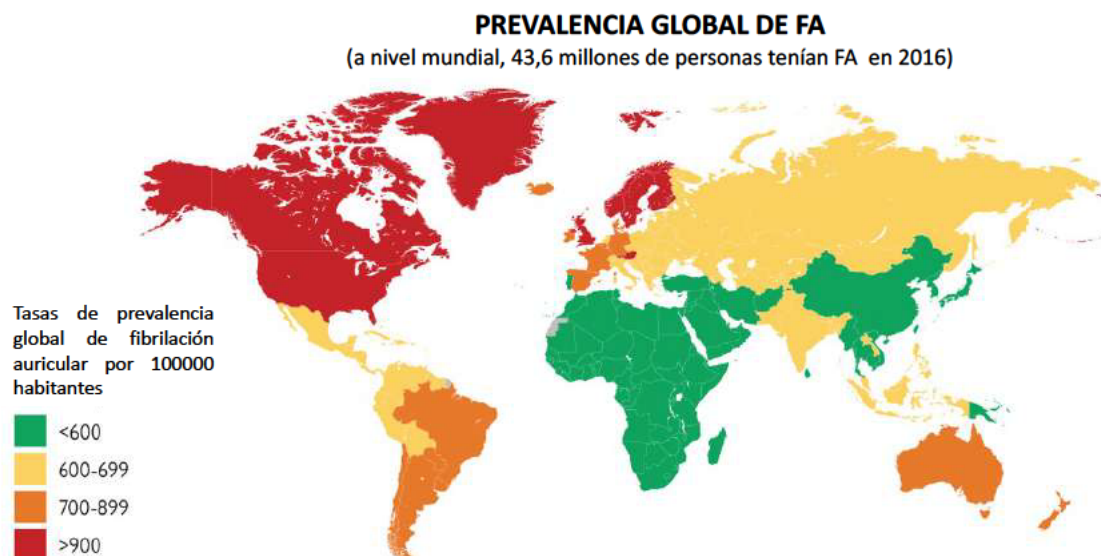 PREVALENCIA GLOBAL DE FA
(a nivel mundial, 43,6 millones de personas tenían FA en 2016)
Tasas de prevalencia
global de fibrilación
auricular por 100000
habitantes
<600
600-699
700-899
>900